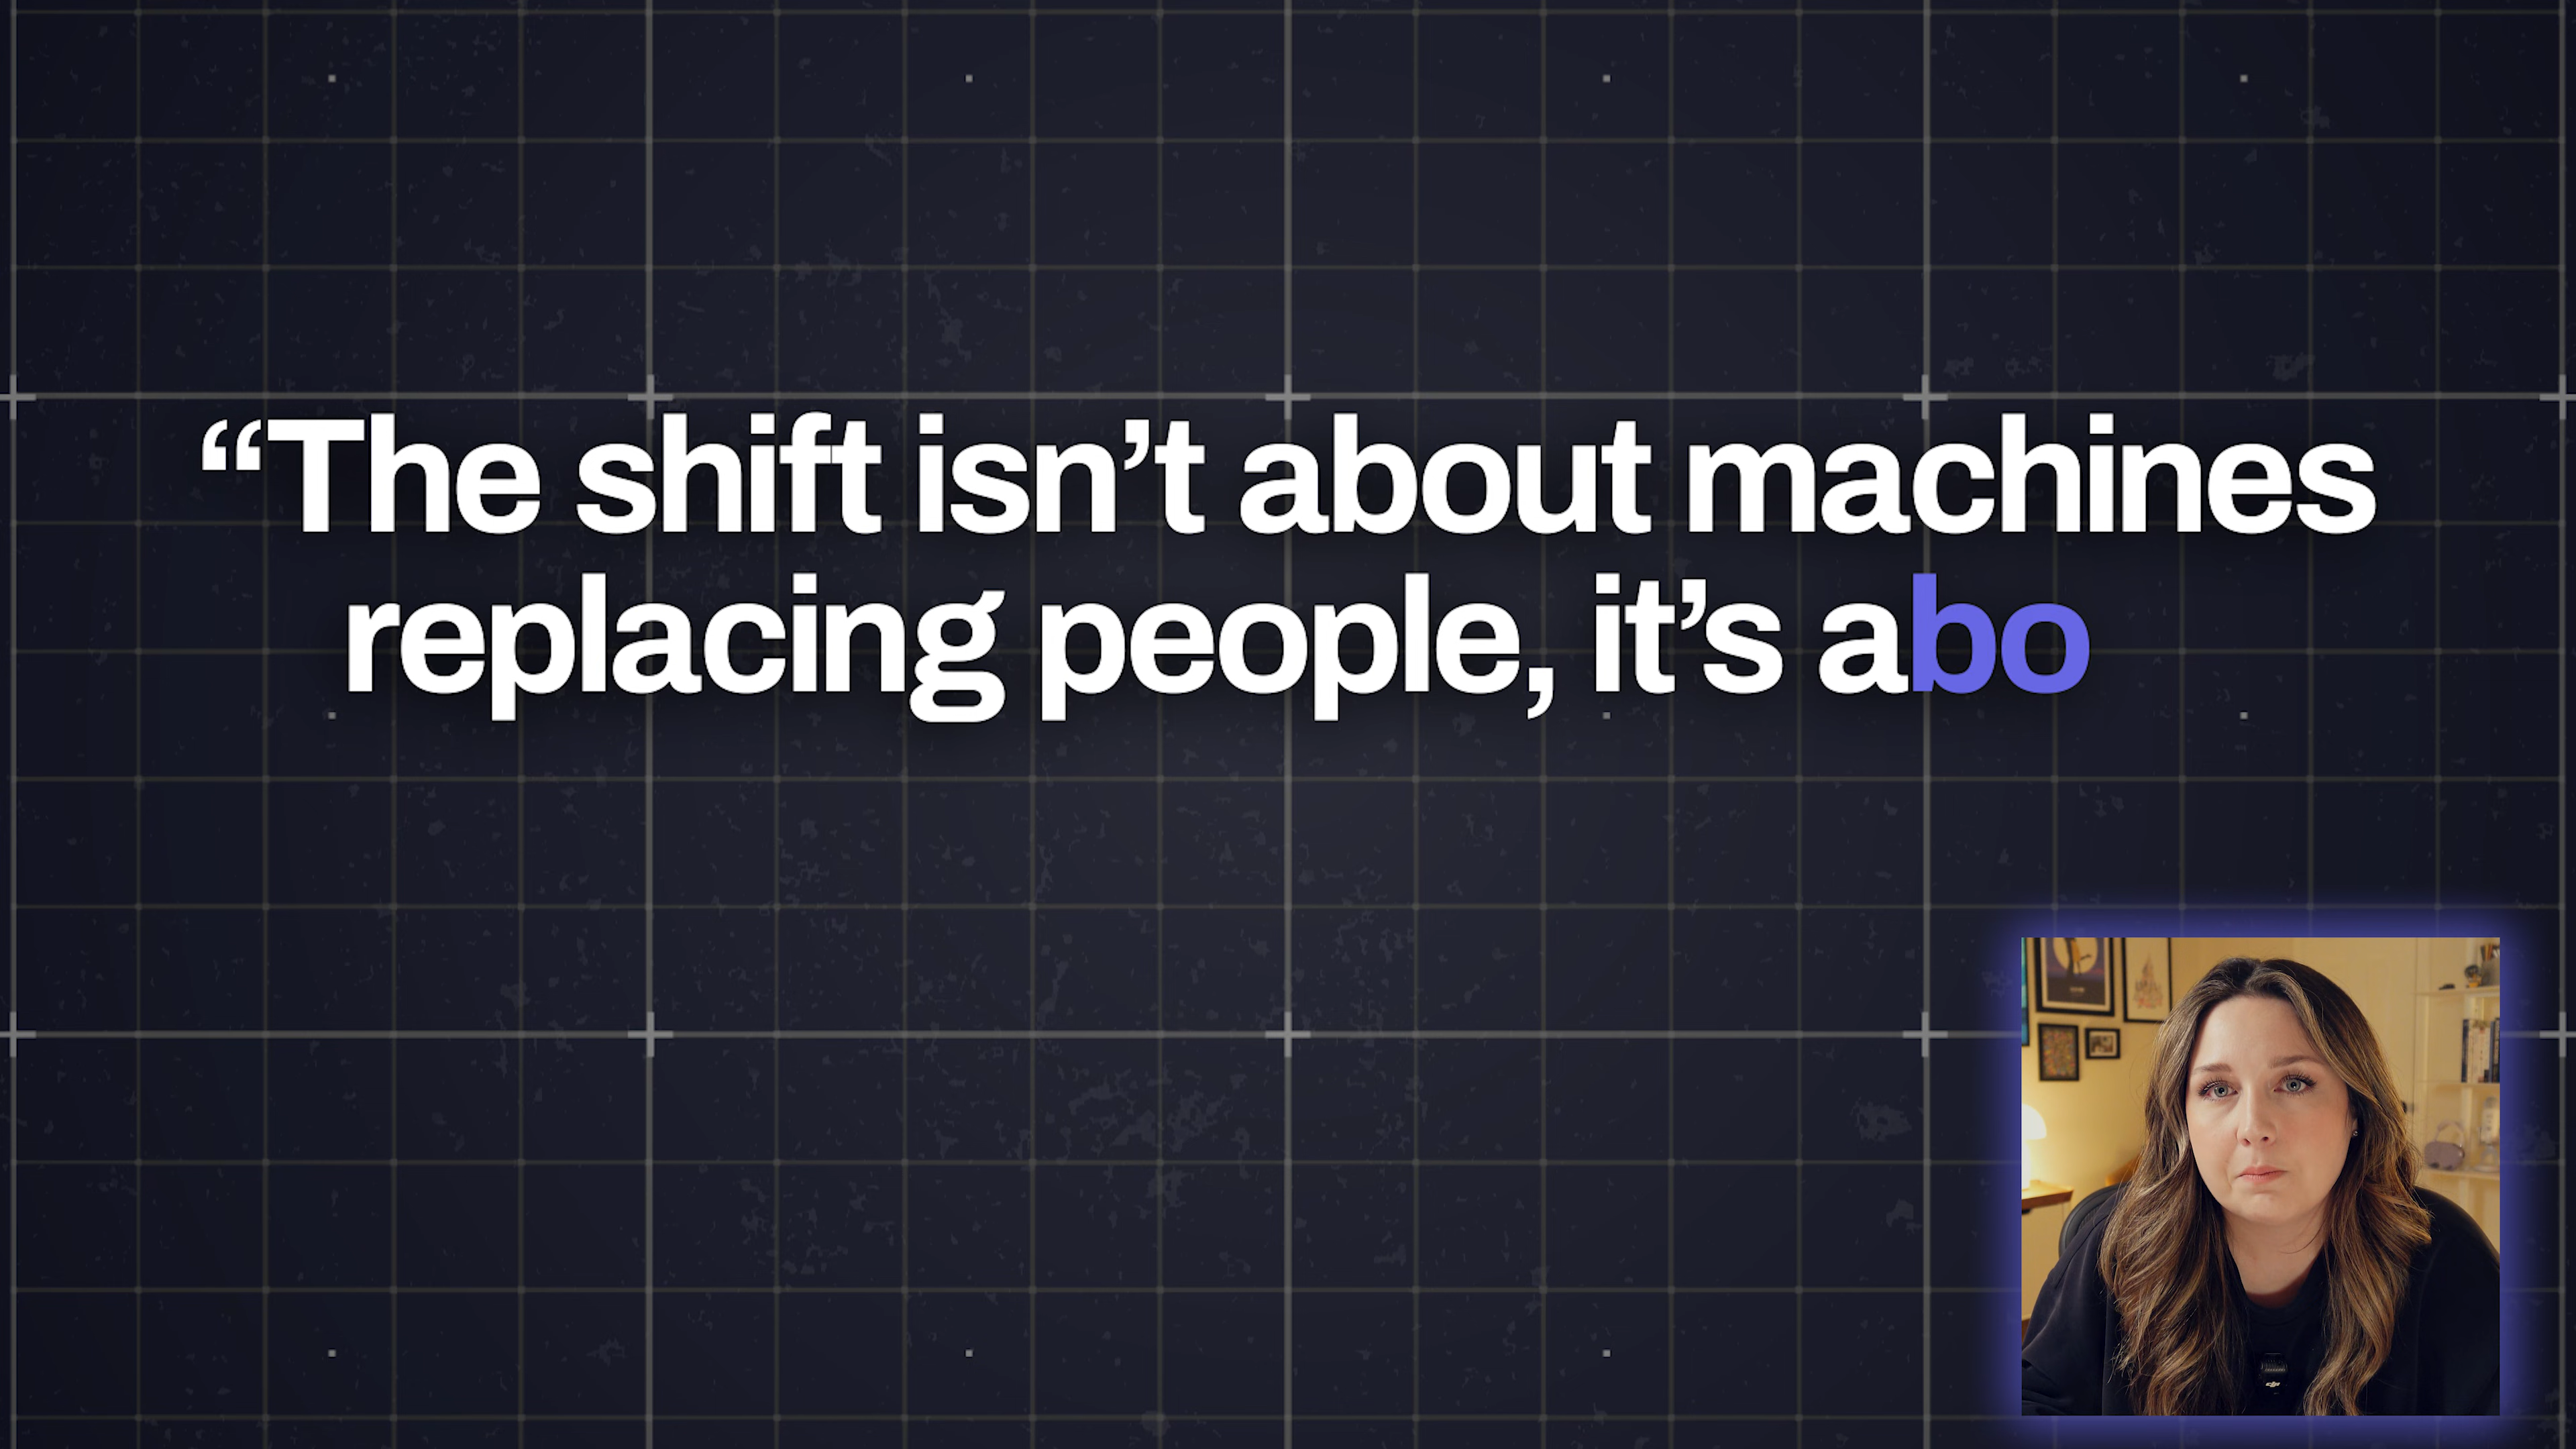 “The shift isn’t about machines
replacing people, it’s abo